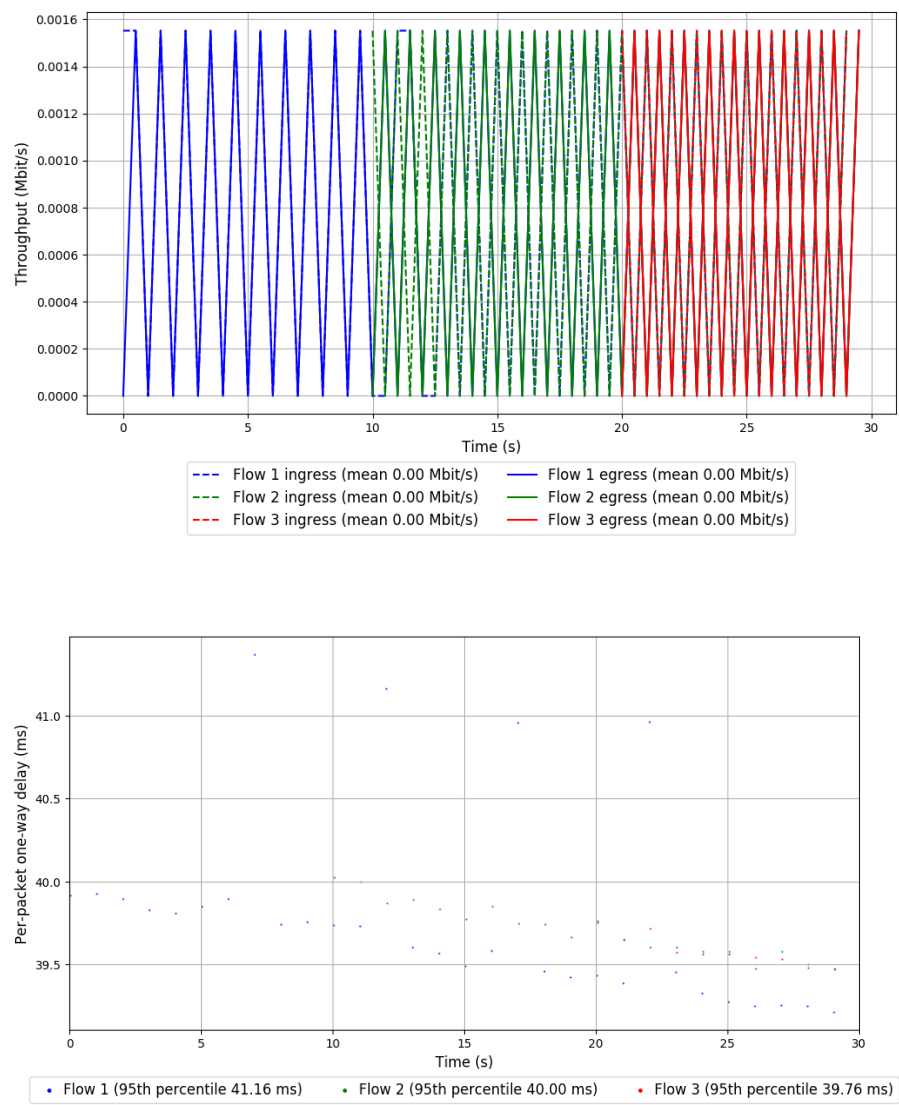 0.0016
0.0014
0.0012
0.0010
0.0008
0.0006
0.0004
0.0002
0.0000
Throughput (Mbit/s)
0 5 10 15 20 25 30
Time (s)
Flow 1 ingress (mean 0.00 Mbit/s) Flow 1 egress (mean 0.00 Mbit/s)
Flow 2 ingress (mean 0.00 Mbit/s) Flow 2 egress (mean 0.00 Mbit/s)
Flow 3 ingress (mean 0.00 Mbit/s) Flow 3 egress (mean 0.00 Mbit/s)
41.0
40.5
40.0
39.5
Per-packet one-way delay (ms)
0 5 10 15 20 25 30
Time (s)
Flow 1 (95th percentile 41.16 ms) Flow 2 (95th percentile 40.00 ms) Flow 3 (95th percentile 39.76 ms)